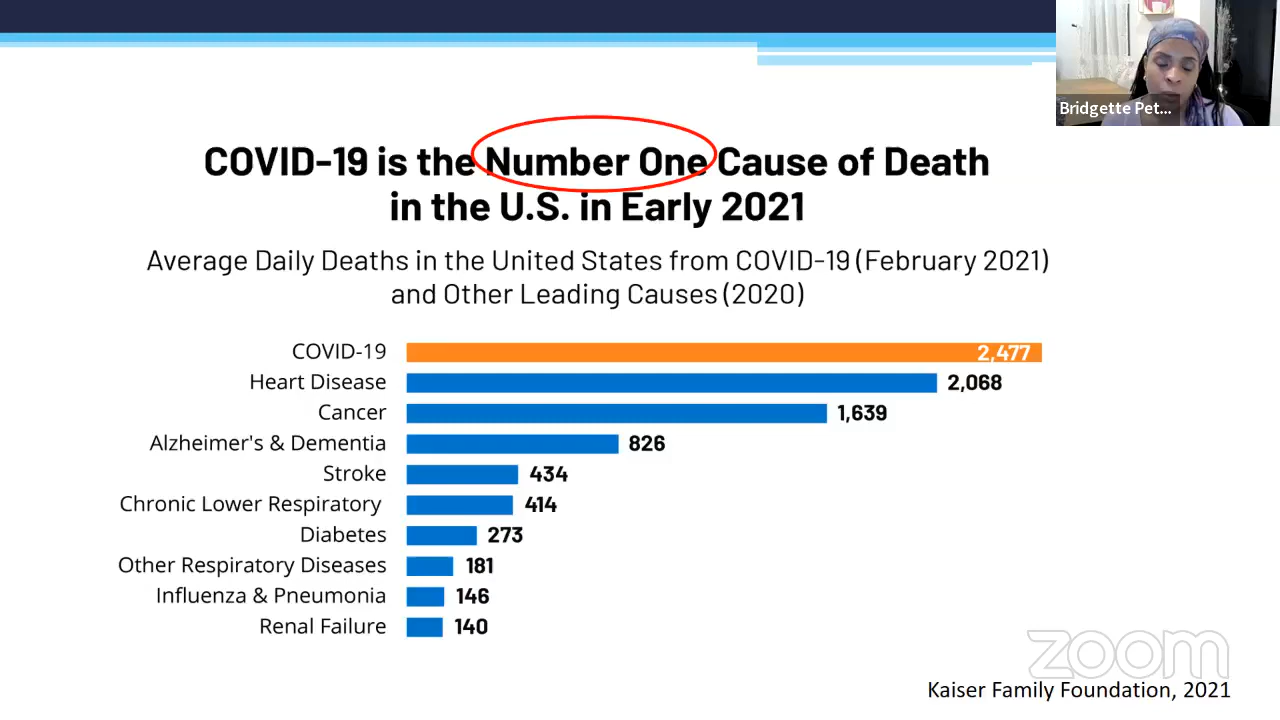 Bridgette Pet...
COVID-19 is the Number One Cause of Death
in the U.S. in Early 2021
Average Daily Deaths in the United States from COVID-19 (February 2021)
and Other Leading Causes (2020)
COVID-19 2,477
Heart Disease 2,068
Cancer 1,639
Alzheimer's & Dementia 826
Stroke 434
Chronic Lower Respiratory 414
Diabetes 273
Other Respiratory Diseases 181
Influenza & Pneumonia 146
Renal Failure 140
zoom
Kaiser Family Foundation, 2021